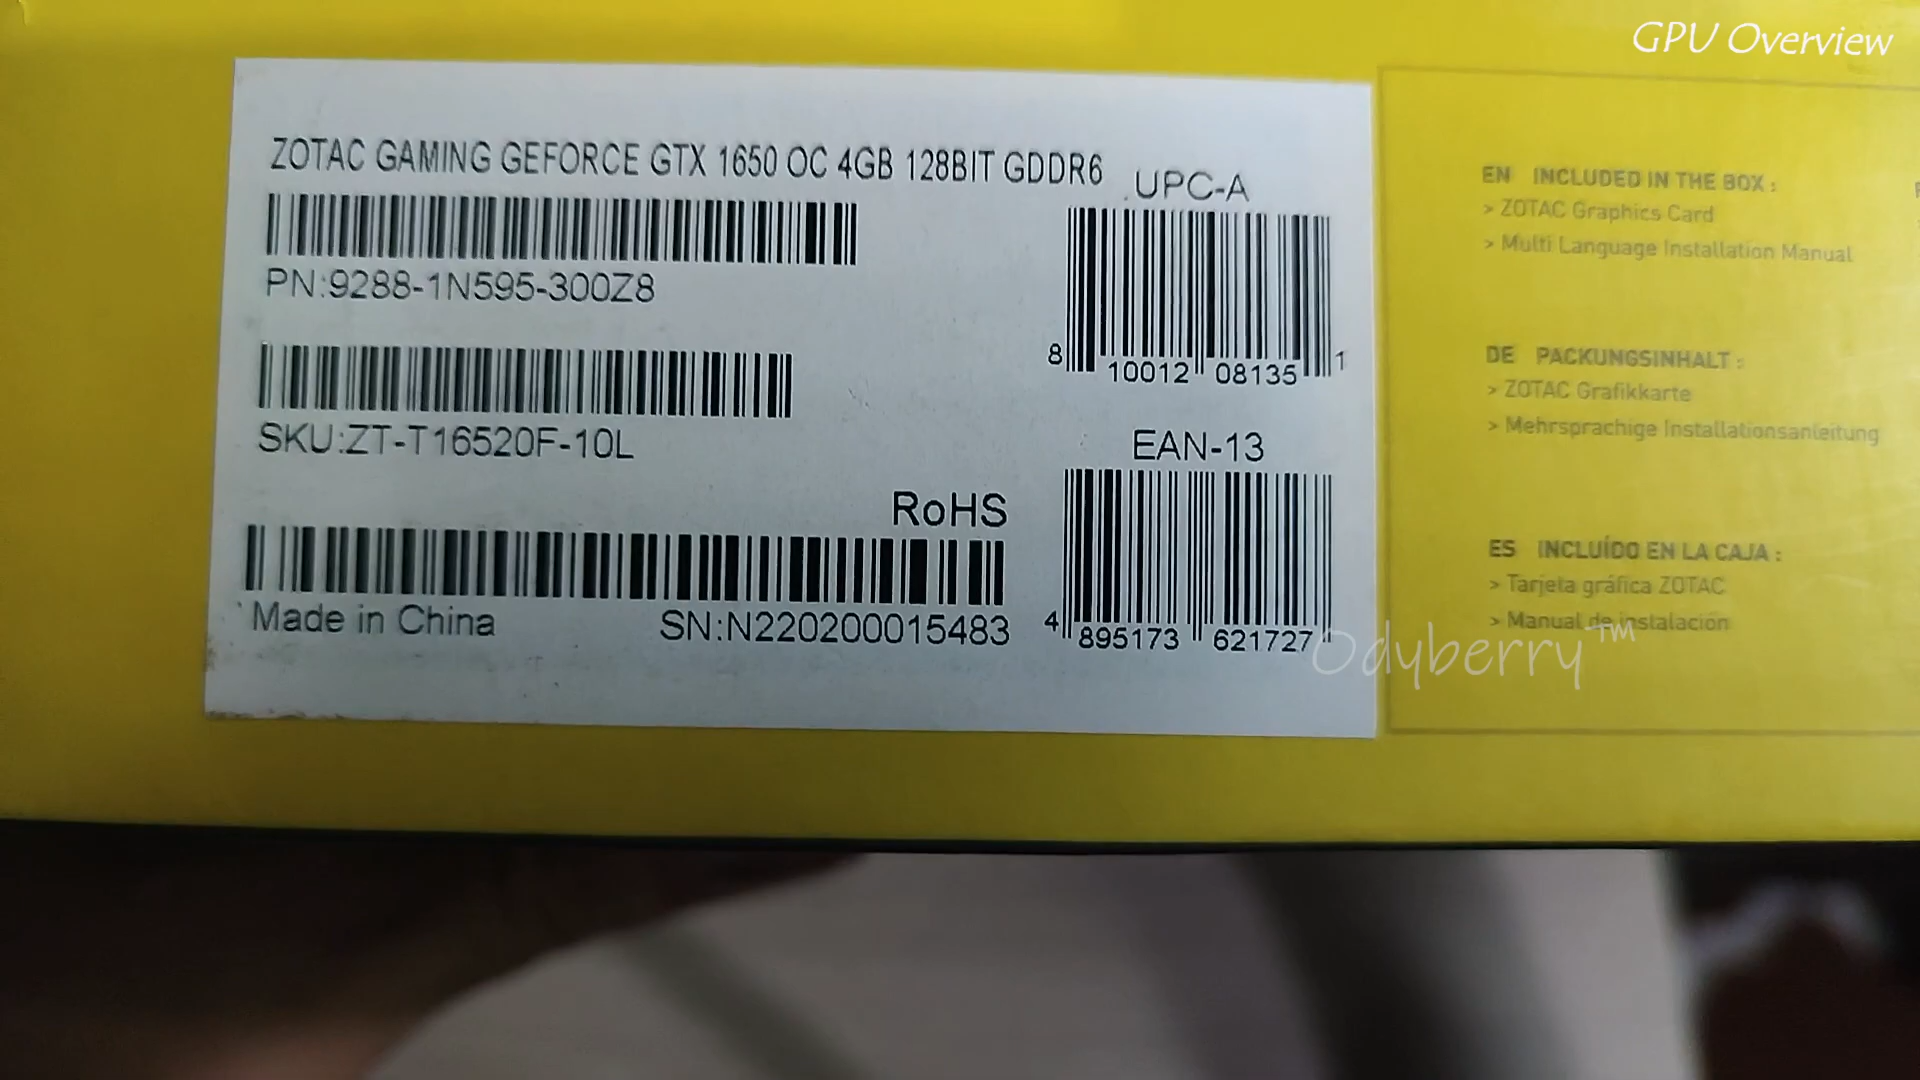 GPU Overview
ZOTAC GAMING GEFORCE GTX 1650 OC 4GB 128BIT GDDR6
PN:9288-1N595-300Z8
SKU:ZT-T16520F-10L
RoHS
Made in China
SN:N220200015483
UPC-A
8 10012 08135 1
EAN-13
4 895173 621727
EN INCLUDED IN THE BOX :
> ZOTAC Graphics Card
> Multi Language Installation Manual
DE PACKUNGSINHALT :
> ZOTAC Grafikkarte
> Mehrsprachige Installationsanleitung
ES INCLUÍDO EN LA CAJA :
> Tarjeta gráfica ZOTAC
> Manual de instalación
Odyberry™